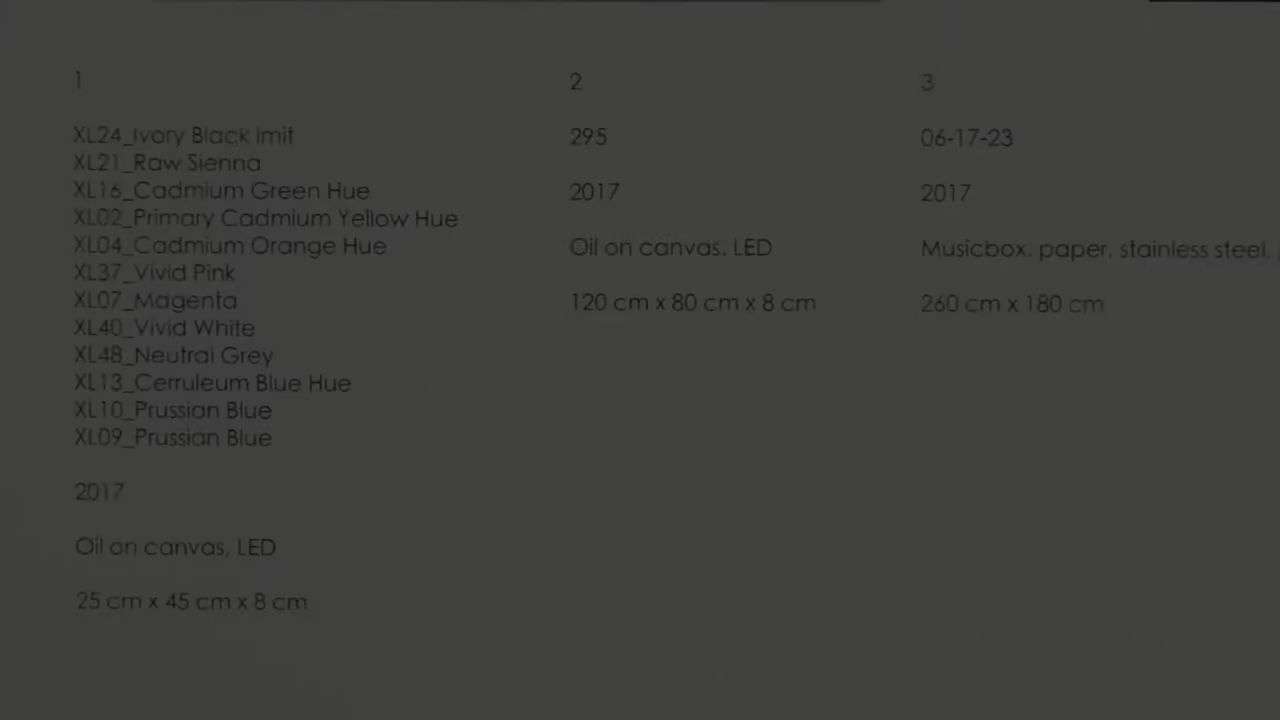 1
XL24_Ivory Black Imit
XL21_Raw Sienna
XL16_Cadmium Green Hue
XL02_Primary Cadmium Yellow Hue
XL04_Cadmium Orange Hue
XL37_Vivid Pink
XL07_Magenta
XL40_Vivid White
XL48_Neutral Grey
XL13_Cerruleum Blue Hue
XL10_Prussian Blue
XL09_Prussian Blue
2017
Oil on canvas, LED
25 cm x 45 cm x 8 cm
2
295
2017
Oil on canvas, LED
120 cm x 80 cm x 8 cm
3
06-17-23
2017
Musicbox, paper, stainless steel,
260 cm x 180 cm